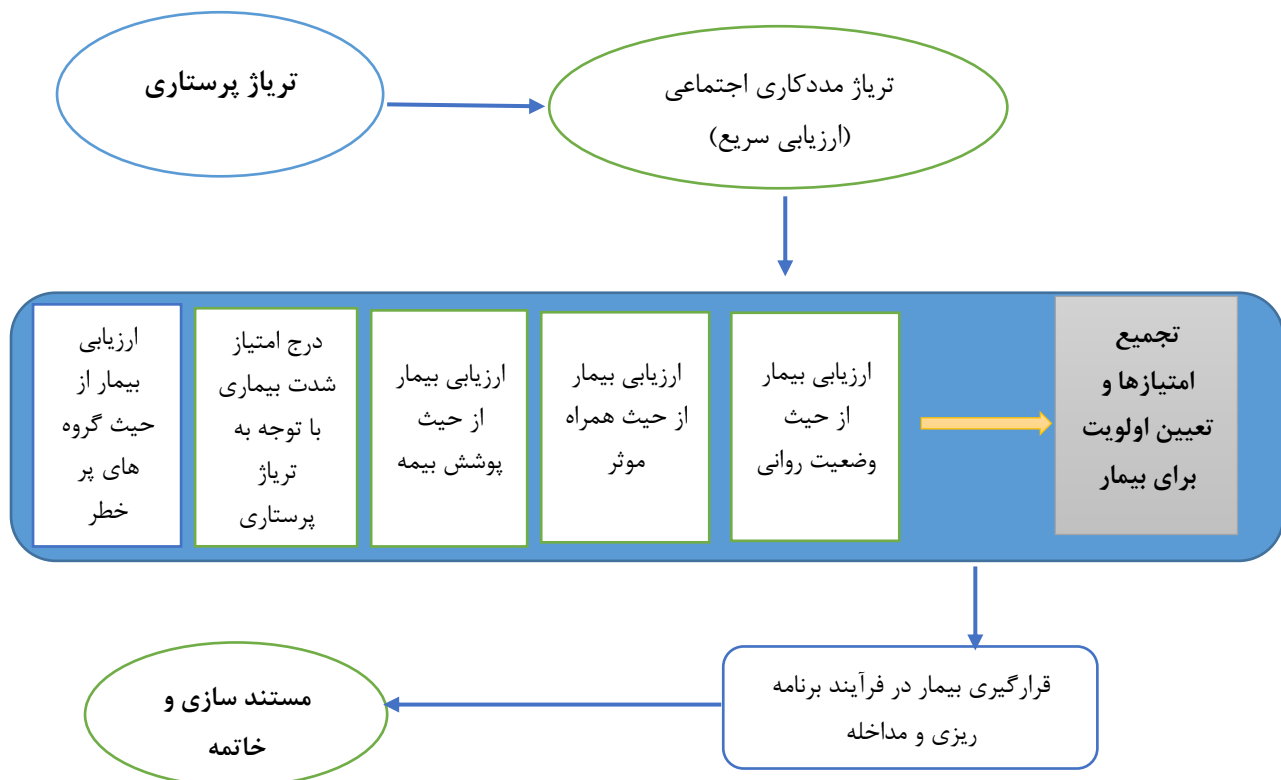 تریاژ پرستاری
تریاژ مددکاری اجتماعی
(ارزیابی سریع)
ارزیابی
بیمار از
حیث گروه
های پر
خطر
درج امتیاز
شدت بیماری
با توجه به
تریاژ
پرستاری
ارزیابی بیمار
از حیث
پوشش بیمه
ارزیابی بیمار
از حیث همراه
موثر
ارزیابی بیمار
از حیث
وضعیت روانی
تجمیع
امتیازها و
تعیین اولویت
برای بیمار
قرارگیری بیمار در فرآیند برنامه
ریزی و مداخله
مستند سازی و
خاتمه